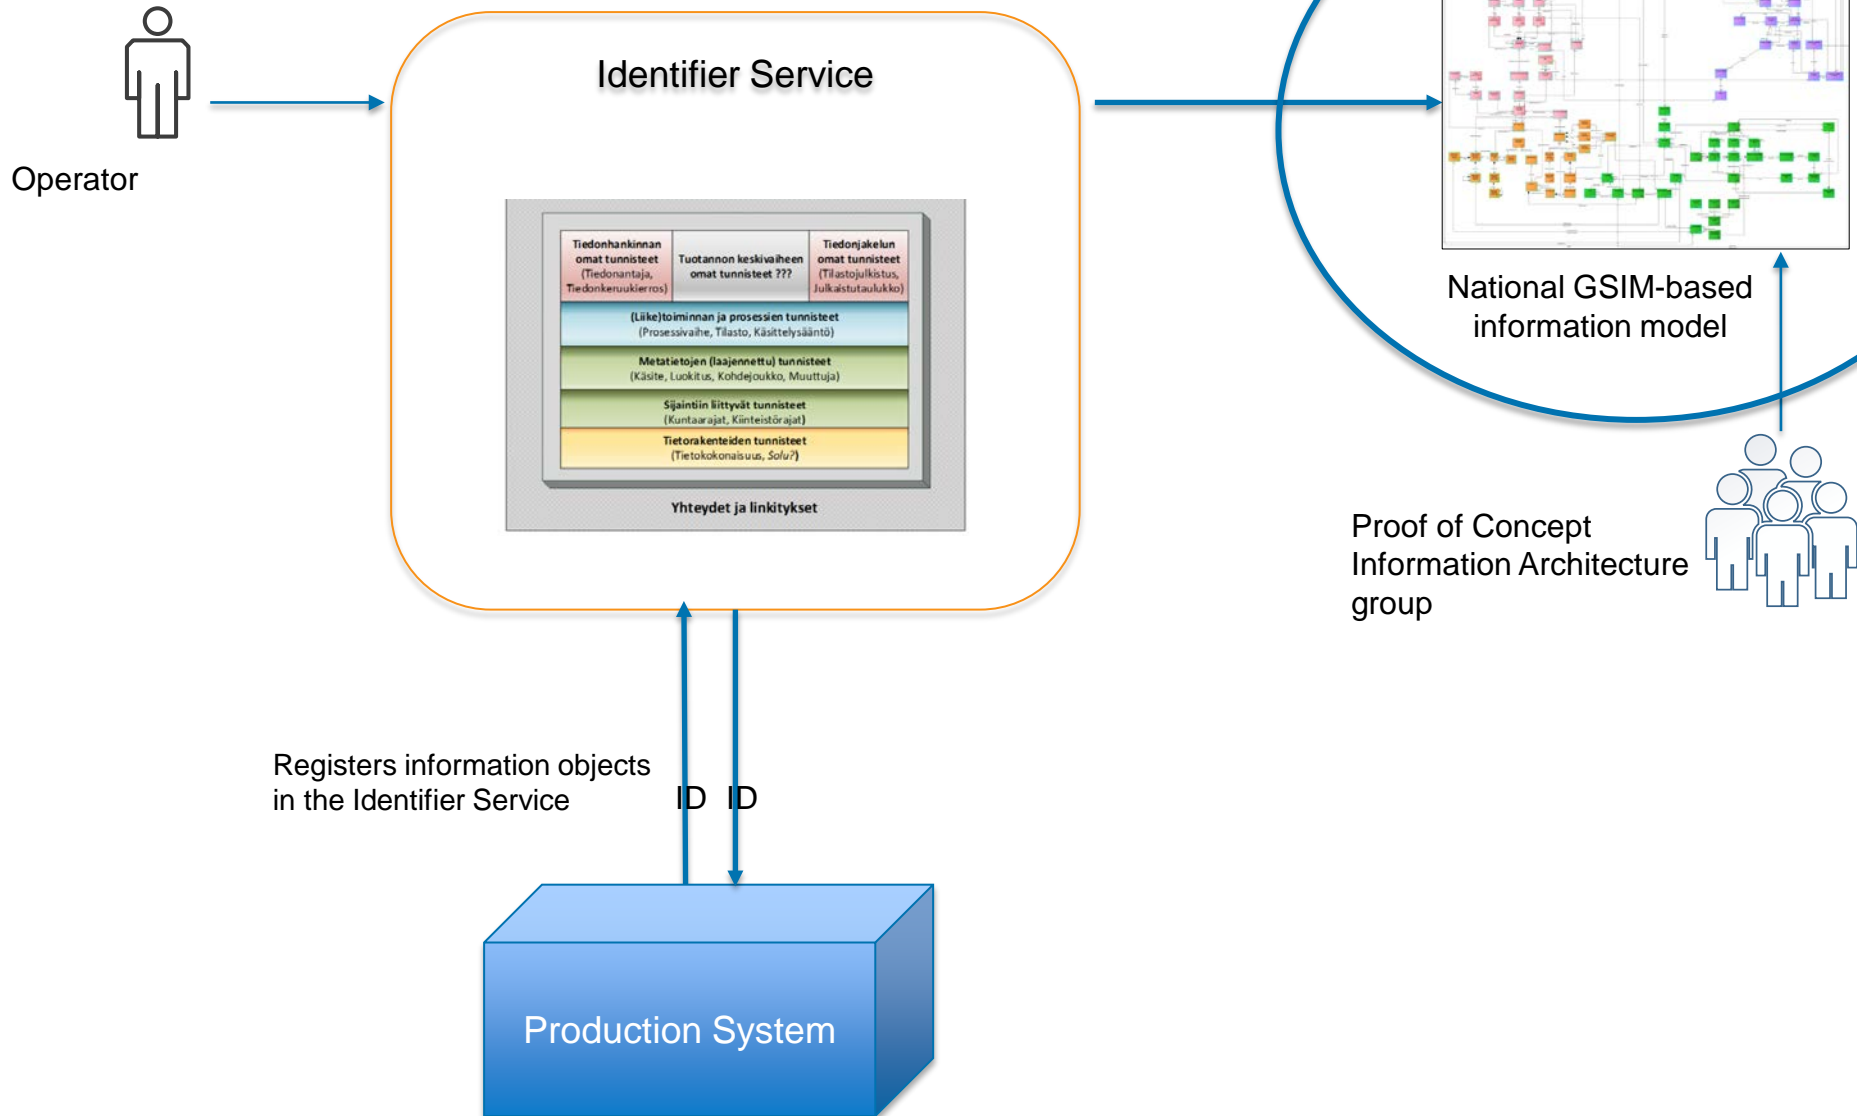 Operator
Identifier Service
Tiedonhankinnan
omat tunnisteet
(Tiedonantaja,
Tiedonkeruukierros)
Tuotannon keskivaiheen
omat tunnisteet ???
Tiedonjakelun
omat tunnisteet
(Tilastojulkistus,
Julkaistutaulukko)
(Liike)toiminnan ja prosessien tunnisteet
(Prosessivaihe, Tilasto, Käsittelysääntö)
Metatietojen (laajennettu) tunnisteet
(Käsite, Luokitus, Kohdejoukko, Muuttuja)
Sijaintiin liittyvät tunnisteet
(Kuntaarajat, Kiinteistörajat)
Tietorakenteiden tunnisteet
(Tietokokonaisuus, Solu?)
Yhteydet ja linkitykset
National GSIM-based
information model
Proof of Concept
Information Architecture
group
Registers information objects
in the Identifier Service
ID ID
Production System